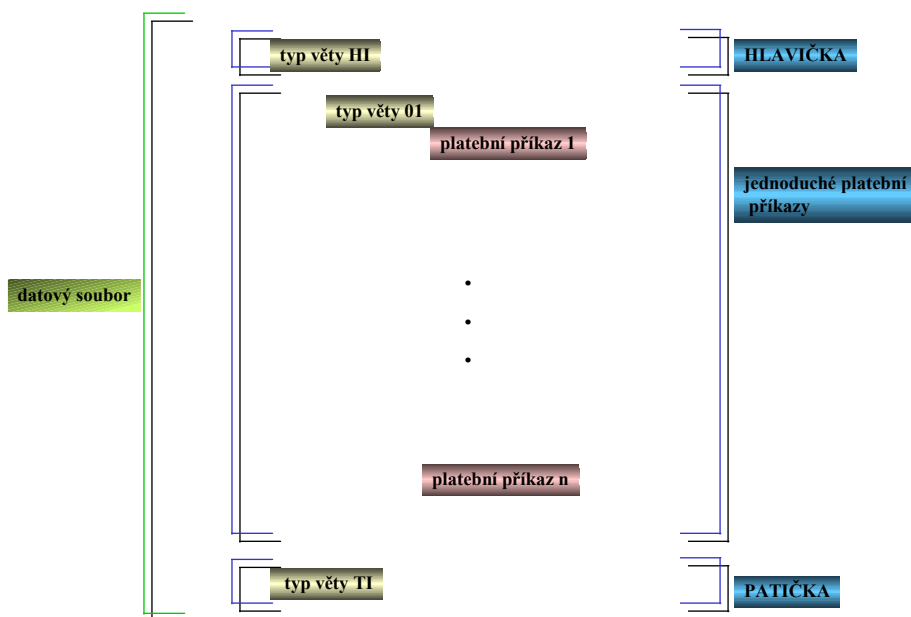 typ věty HI
HLAVIČKA
typ věty 01
platební příkaz 1
jednoduché platební
příkazy
datový soubor
platební příkaz n
typ věty TI
PATIČKA